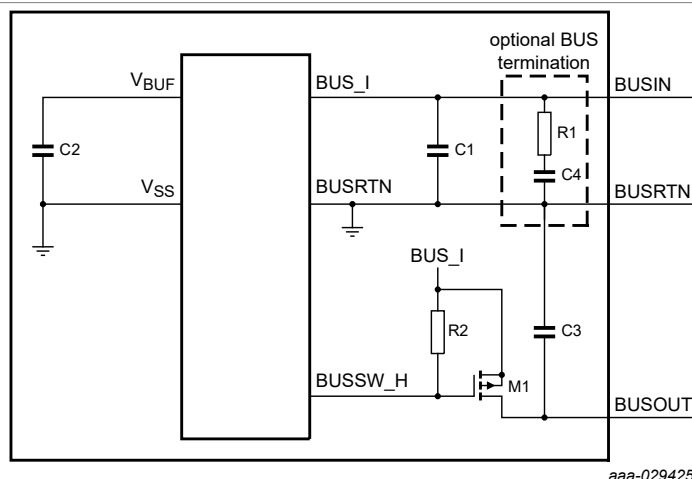 optional BUS
termination
VBUF
BUS_I
BUSIN
R1
C2
C1
C4
VSS
BUSRTN
BUSRTN
BUS_I
R2
C3
BUSSW_H
M1
BUSOUT
aaa-029425